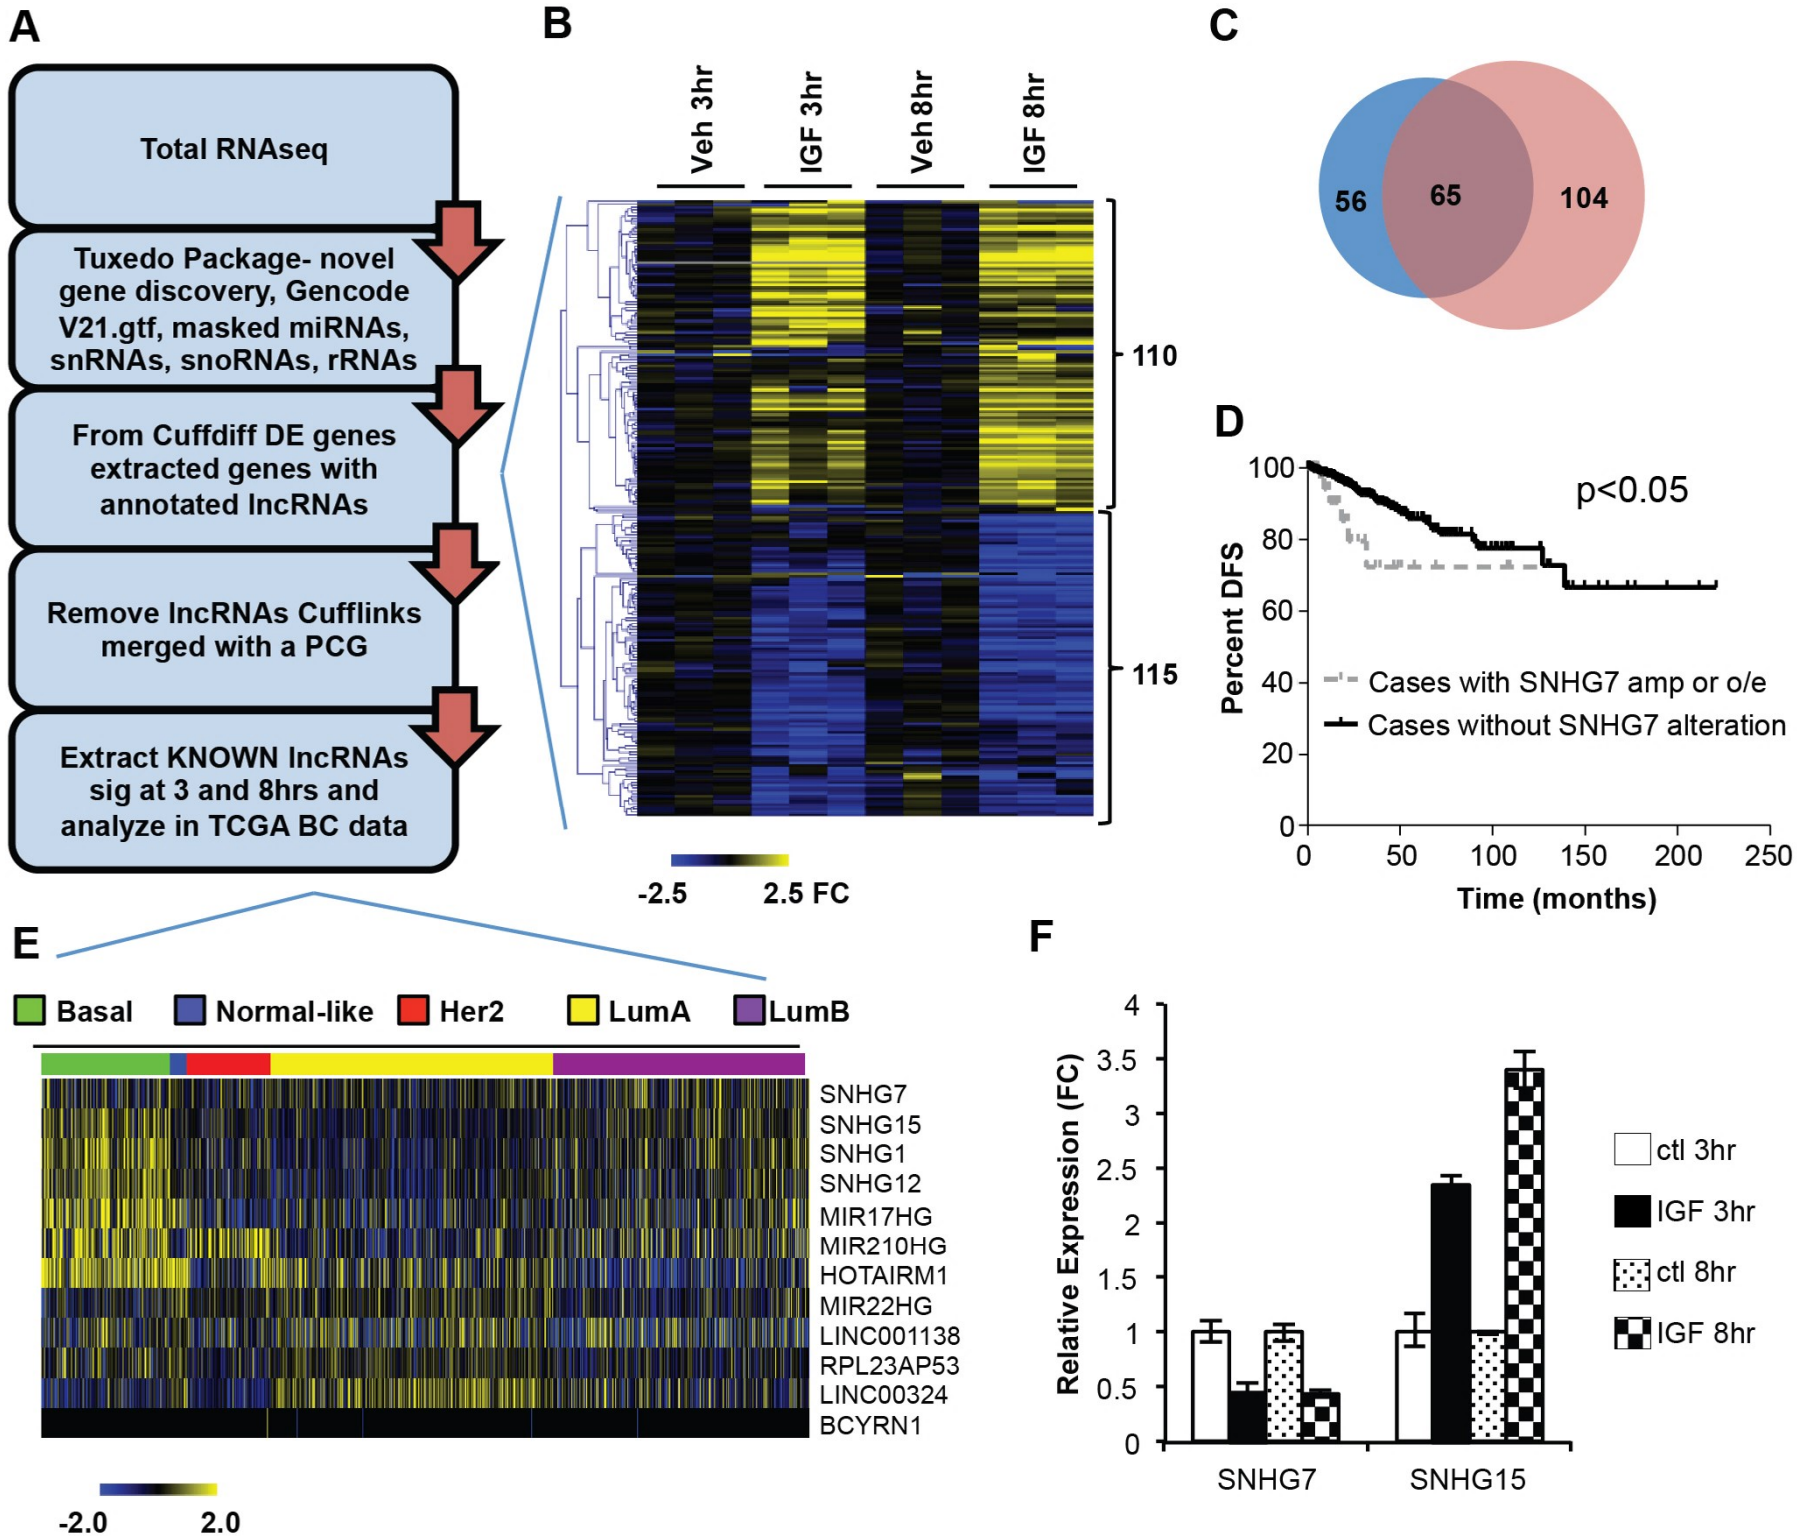 A
Total RNAseq
Tuxedo Package- novel
gene discovery, Gencode
V21.gtf, masked miRNAs,
snRNAs, snoRNAs, rRNAs
From Cuffdiff DE genes
extracted genes with
annotated lncRNAs
Remove lncRNAs Cufflinks
merged with a PCG
Extract KNOWN lncRNAs
sig at 3 and 8hrs and
analyze in TCGA BC data
B
Veh 3hr
IGF 3hr
Veh 8hr
IGF 8hr
110
115
-2.5
2.5 FC
C
56
65
104
D
Percent DFS
100
80
60
40
20
0
p<0.05
Cases with SNHG7 amp or o/e
Cases without SNHG7 alteration
0
50
100
150
200
250
Time (months)
E
Basal
Normal-like
Her2
LumA
LumB
SNHG7
SNHG15
SNHG1
SNHG12
MIR17HG
MIR210HG
HOTAIRM1
MIR22HG
LINC001138
RPL23AP53
LINC00324
BCYRN1
-2.0
2.0
F
Relative Expression (FC)
4
3.5
3
2.5
2
1.5
1
0.5
0
SNHG7
SNHG15
ctl 3hr
IGF 3hr
ctl 8hr
IGF 8hr